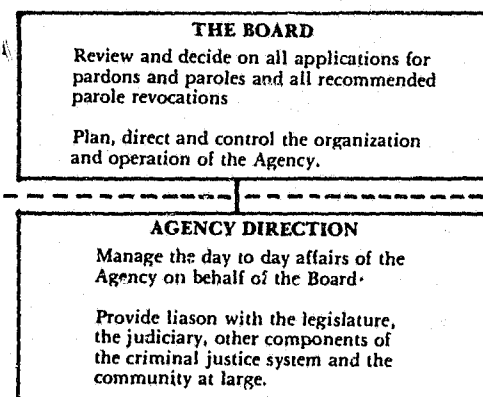 THE BOARD
Review and decide on all applications for
pardons and paroles and all recommended
parole revocations
Plan, direct and control the organization
and operation of the Agency.
AGENCY DIRECTION
Manage the day to day affairs of the
Agency on behalf of the Board.
Provide liason with the legislature,
the judiciary, other components of
the criminal justice system and the
community at large.